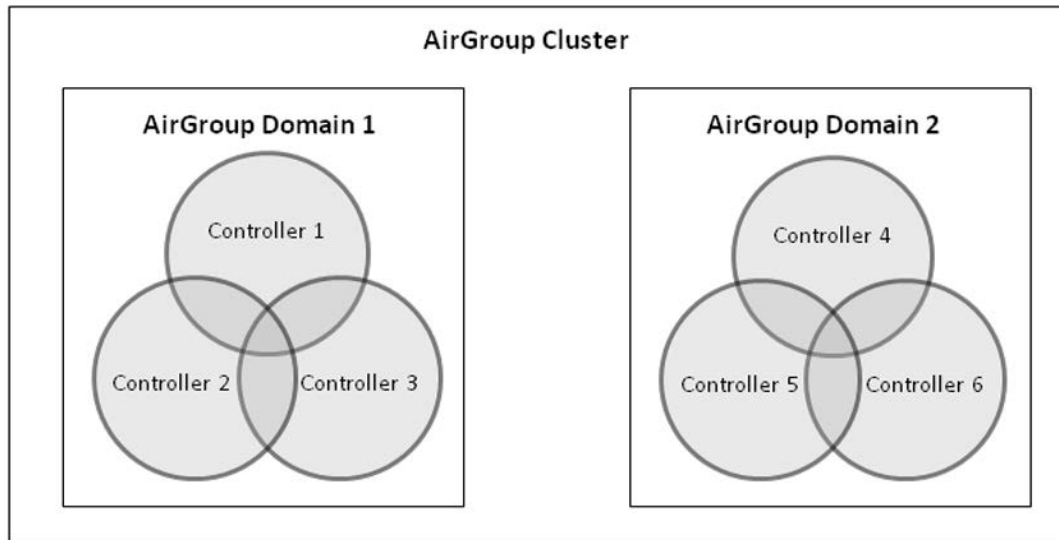 AirGroup Cluster
AirGroup Domain 1
Controller 1
Controller 2
Controller 3
AirGroup Domain 2
Controller 4
Controller 5
Controller 6